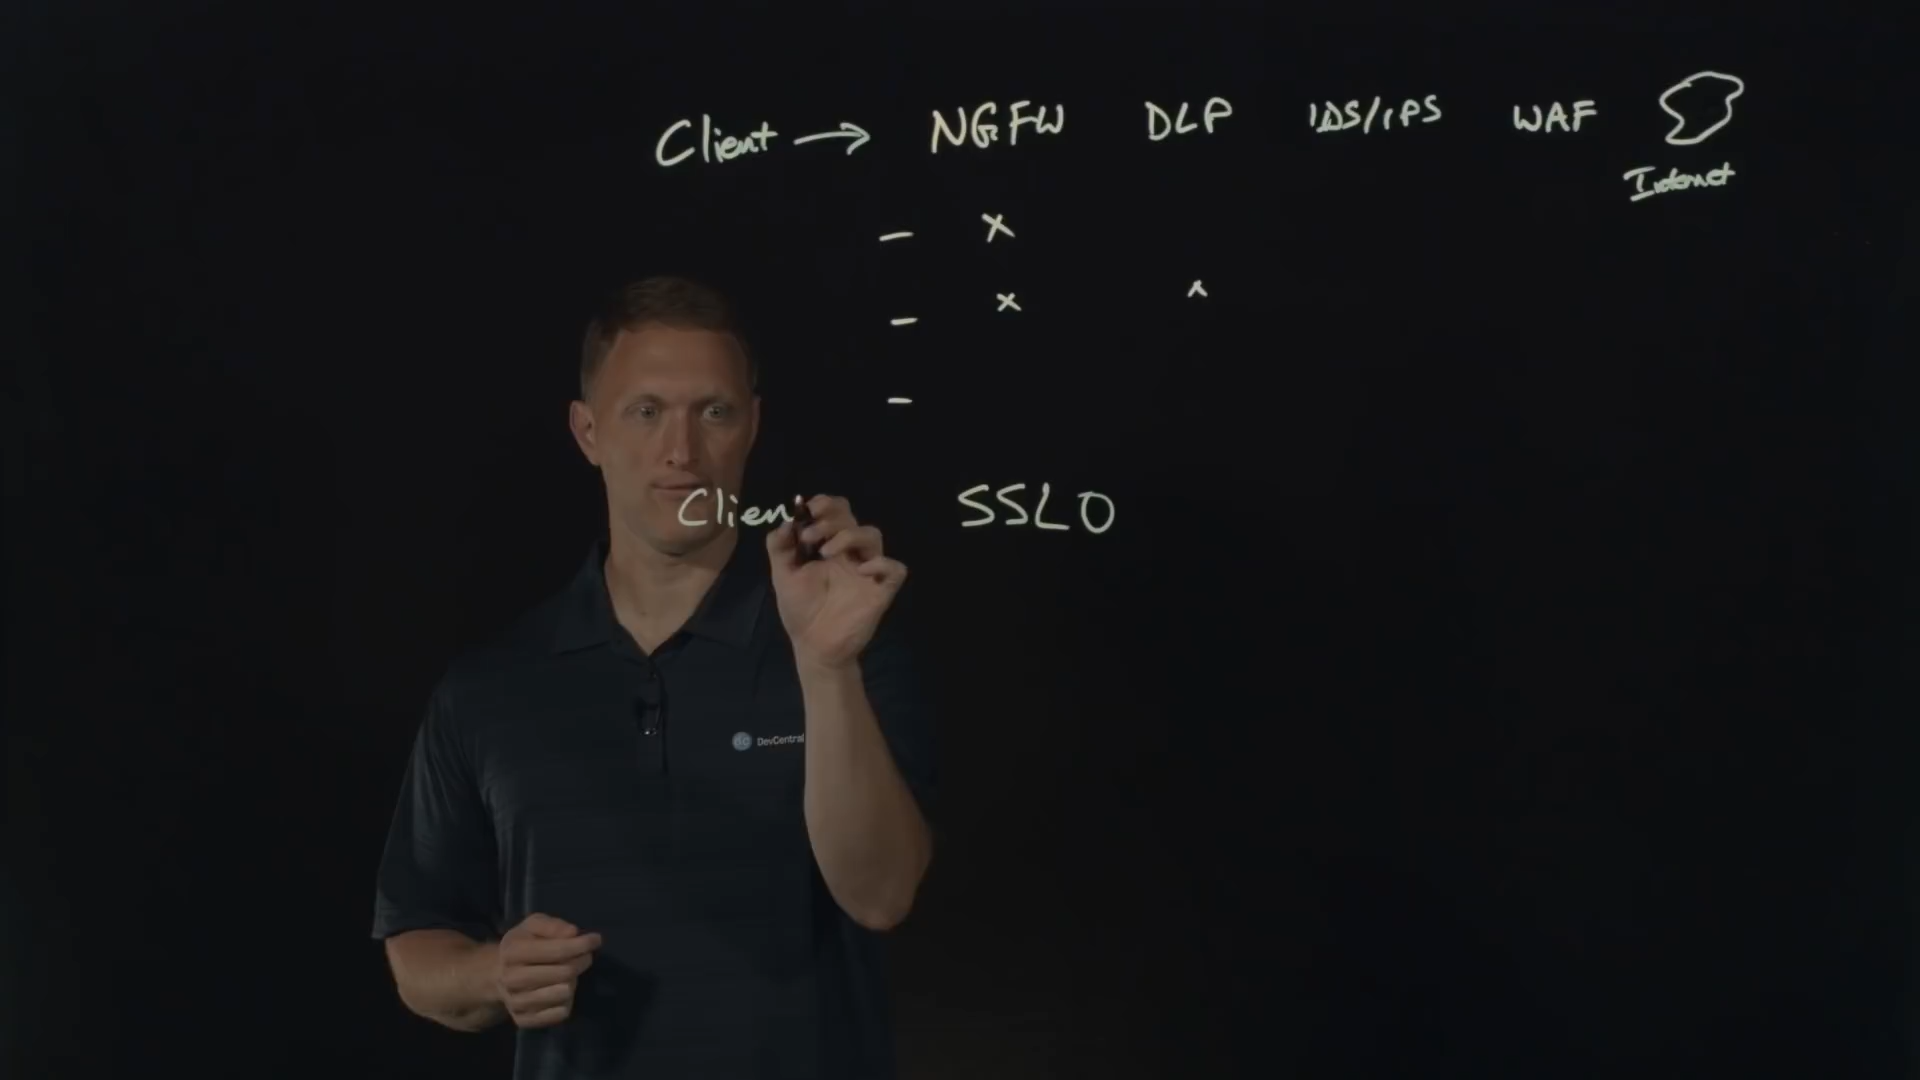 Client → NGFW DLP IDS/IPS WAF
Internet
- x
- x x
-
Clien SSLO
DevCentral